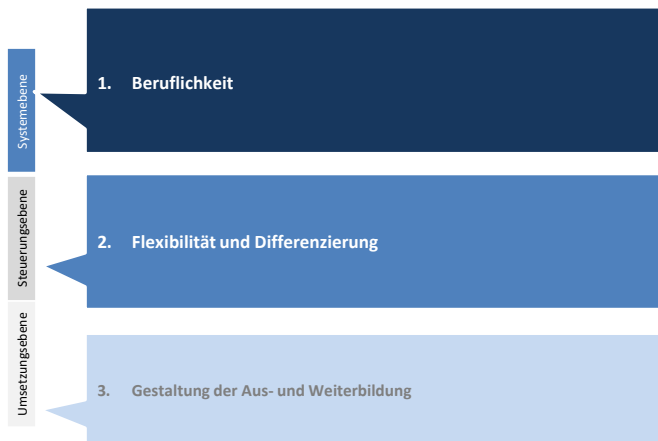 Systemebene
1. Beruflichkeit
Steuerungsebene
2. Flexibilität und Differenzierung
Umsetzungsebene
3. Gestaltung der Aus- und Weiterbildung